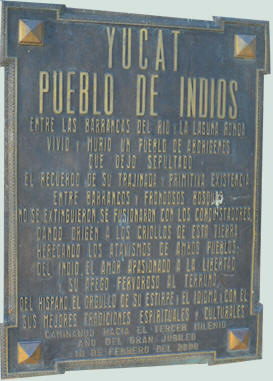 YUCAT
PUEBLO DE INDIOS
ENTRE LAS BARRANCAS DEL RIO Y LA LAGUNA HONDA
VIVIO Y MURIO UN PUEBLO DE ABORIGENES
QUE DEJO SEPULTADO
EL RECUERDO DE SU TRAJINADA Y PRIMITIVA EXISTENCIA
ENTRE BARRANCOS Y FRONDOSOS BOSQUES
NO SE EXTINGUIERON, SE FUSIONARON CON LOS CONQUISTADORES,
DANDO ORIGEN A LOS CRIOLLOS DE ESTA TIERRA
HEREDANDO LOS ATAVISMOS DE AMBOS PUEBLOS:
DEL INDIO, EL AMOR APASIONADO A LA LIBERTAD
Y SU APEGO FERVOROSO AL TERRUÑO,
DEL HISPANO EL ORGULLO DE SU ESTIRPE Y EL IDIOMA Y CON EL
SUS MEJORES TRADICIONES ESPIRITUALES Y CULTURALES
CAMINANDO HACIA EL TERCER MILENIO
AÑO DEL GRAN JUBILEO
DE FEBRERO DEL 2000